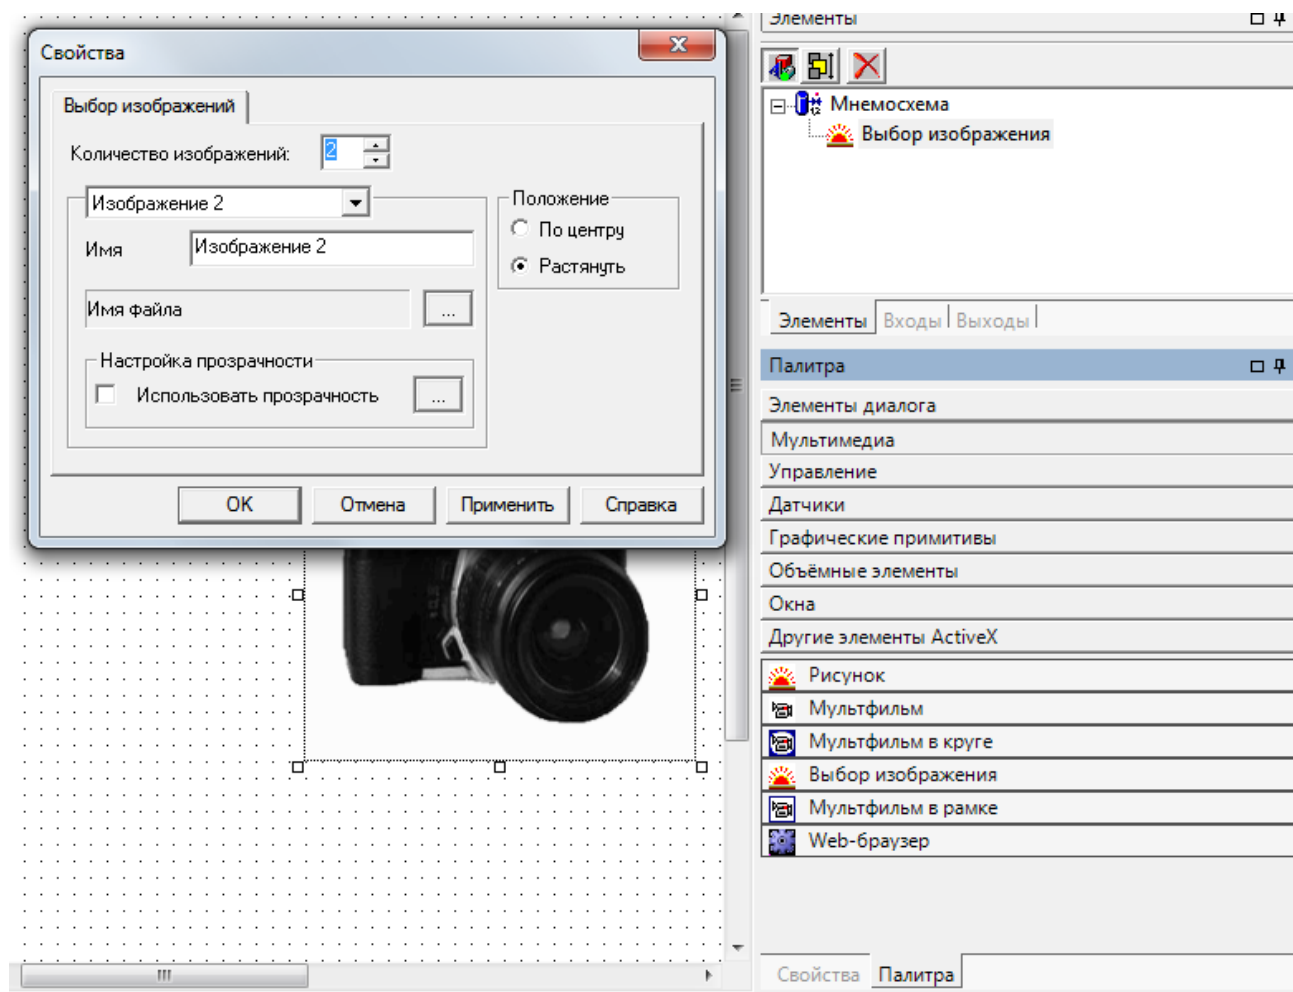 Свойства
Выбор изображений
Количество изображений:
2
Изображение 2
Имя
Изображение 2
Имя файла
...
Настройка прозрачности
Использовать прозрачность
...
Положение
По центру
Растянуть
OK
Отмена
Применить
Справка
Элементы
Мнемосхема
Выбор изображения
Элементы
Входы
Выходы
Палитра
Элементы диалога
Мультимедиа
Управление
Датчики
Графические примитивы
Объёмные элементы
Окна
Другие элементы ActiveX
Рисунок
Мультфильм
Мультфильм в круге
Выбор изображения
Мультфильм в рамке
Web-браузер
Свойства
Палитра